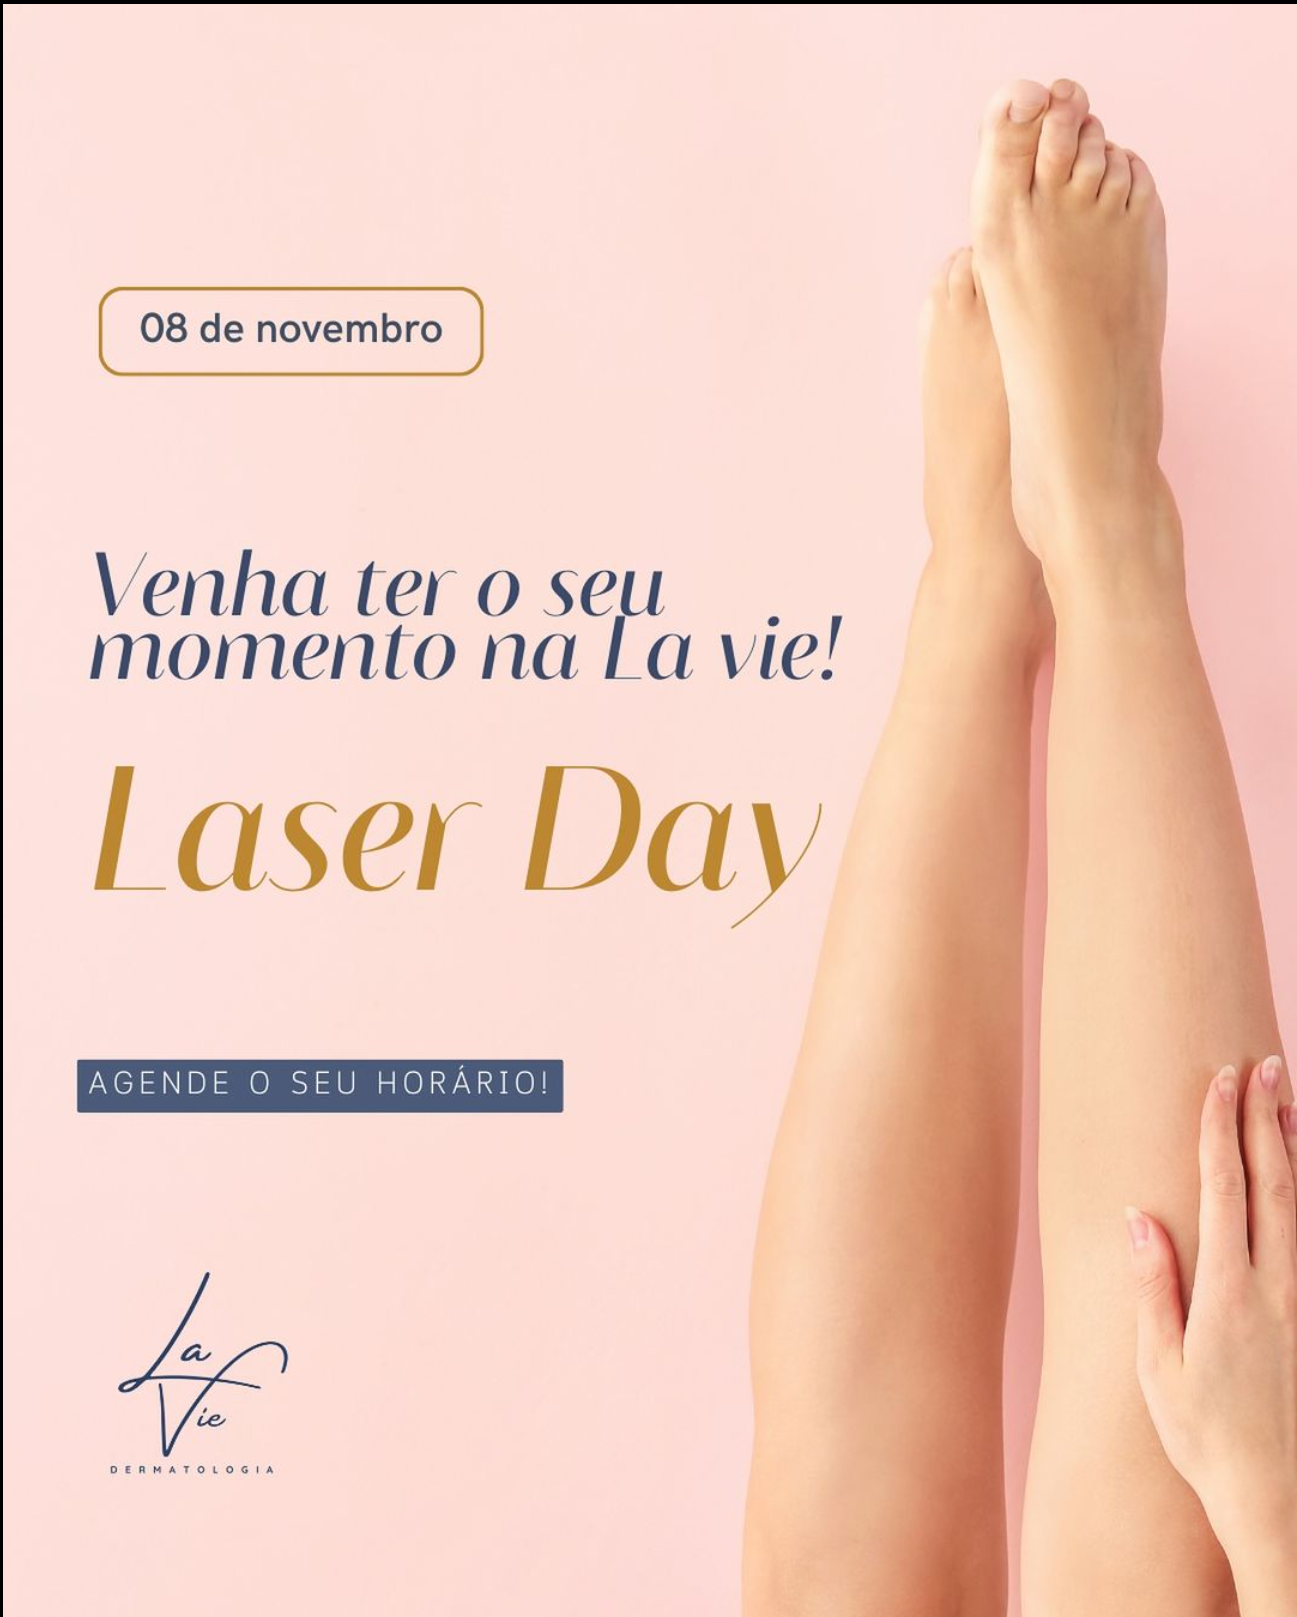 08 de novembro
Venha ter o seu
momento na La vie!
Laser Day
AGENDE O SEU HORÁRIO!
La
Vie
DERMATOLOGIA